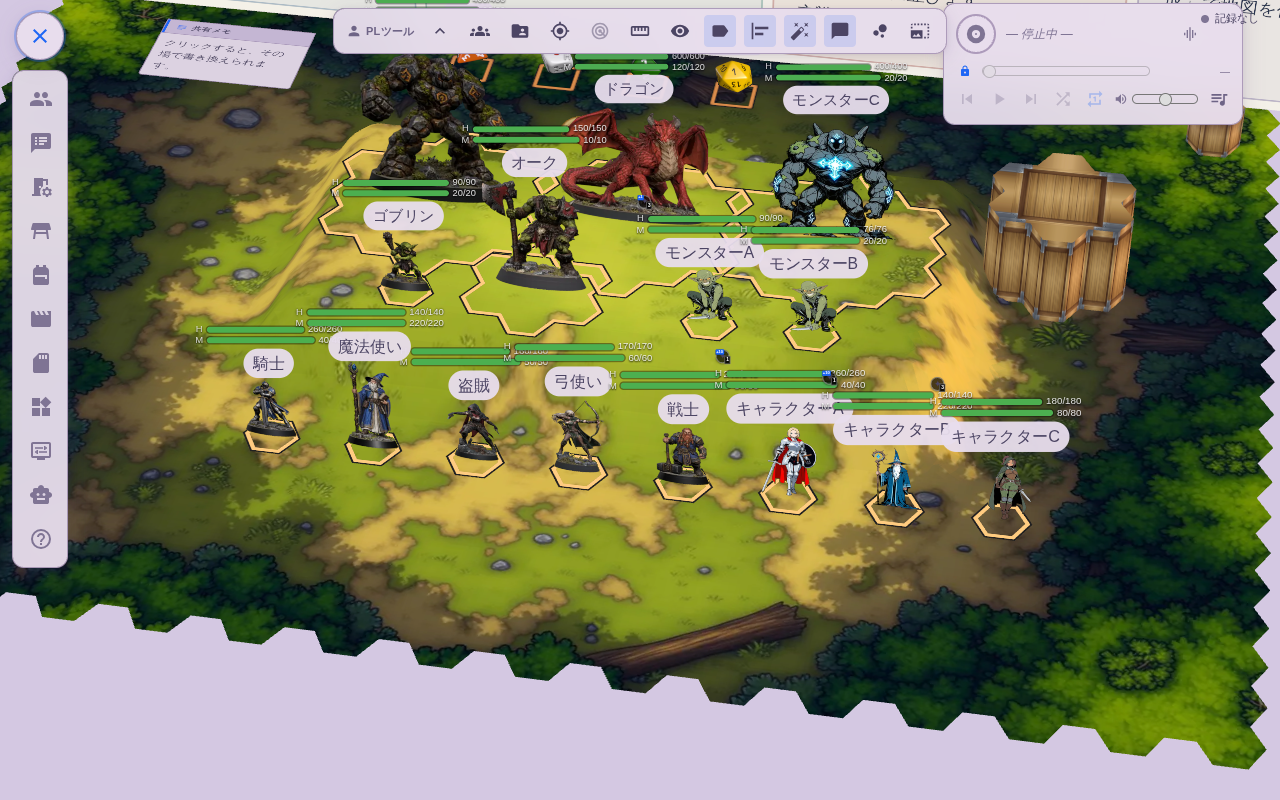 共有メモ
クリックすると、その
場で書き換えられま
す。
PLツール
記録なし
— 停止中 —
600/600
M 120/120
ドラゴン
H 400/400
M 20/20
モンスターC
H 150/150
M 10/10
オーク
H 90/90
M 20/20
ゴブリン
H 90/90
M
モンスターA
76/76
M 20/20
モンスターB
H 140/140
M 220/220
魔法使い
H 260/260
M 40
騎士
M
盗賊
H 170/170
M 60/60
弓使い
H
M
戦士
H 260/260
M 40/40
キャラクターA
H 140/140
M
キャラクターB
H 180/180
M 80/80
キャラクターC